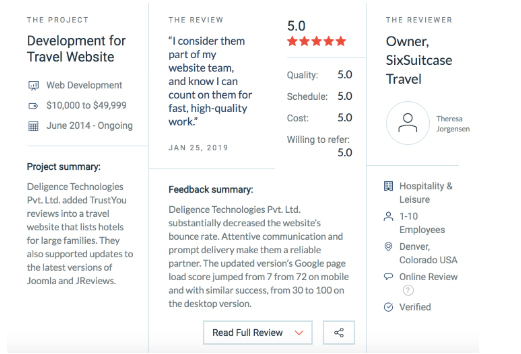 THE PROJECT
Development for
Travel Website
Web Development
$10,000 to $49,999
June 2014 - Ongoing
Project summary:
Deligence Technologies
Pvt. Ltd. added TrustYou
reviews into a travel
website that lists hotels
for large families. They
also supported updates to
the latest versions of
Joomla and JReviews.
THE REVIEW
“I consider them
part of my
website team,
and know I can
count on them for
fast, high-quality
work.”
JAN 25, 2019
5.0
Quality: 5.0
Schedule: 5.0
Cost: 5.0
Willing to refer:
5.0
Feedback summary:
Deligence Technologies Pvt. Ltd.
substantially decreased the website's
bounce rate. Attentive communication and
prompt delivery make them a reliable
partner. The updated version's Google page
load score jumped from 7 from 72 on mobile
and with similar success, from 30 to 100 on
the desktop version.
Read Full Review
THE REVIEWER
Owner,
SixSuitcase
Travel
Theresa
Jorgensen
Hospitality &
Leisure
1-10
Employees
Denver,
Colorado USA
Online Review
?
Verified